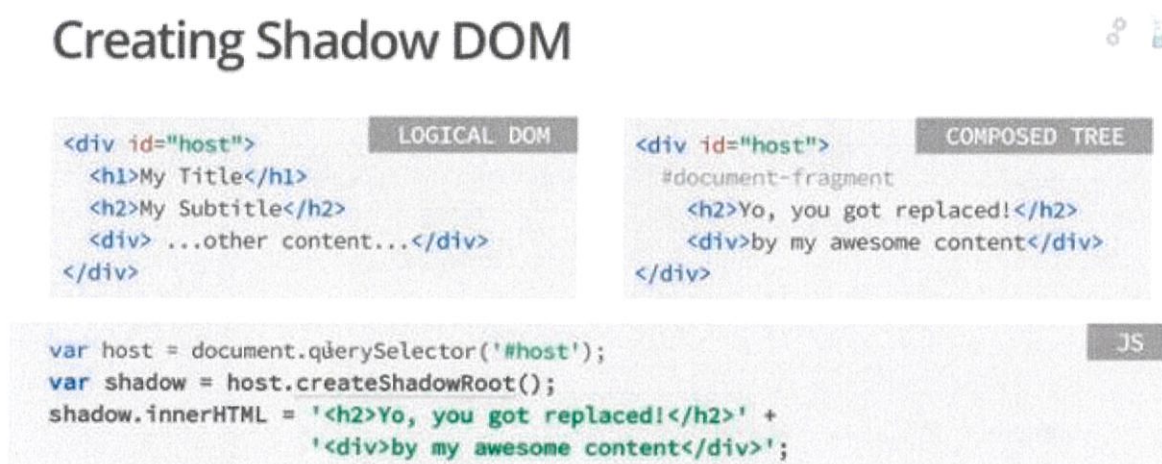 Creating Shadow DOM
LOGICAL DOM
<div id="host">
<h1>My Title</h1>
<h2>My Subtitle</h2>
<div> ...other content...</div>
</div>
COMPOSED TREE
<div id="host">
#document-fragment
<h2>Yo, you got replaced!</h2>
<div>by my awesome content</div>
</div>
JS
var host = document.querySelector('#host');
var shadow = host.createShadowRoot();
shadow.innerHTML = '<h2>Yo, you got replaced!</h2>' +
'<div>by my awesome content</div>';